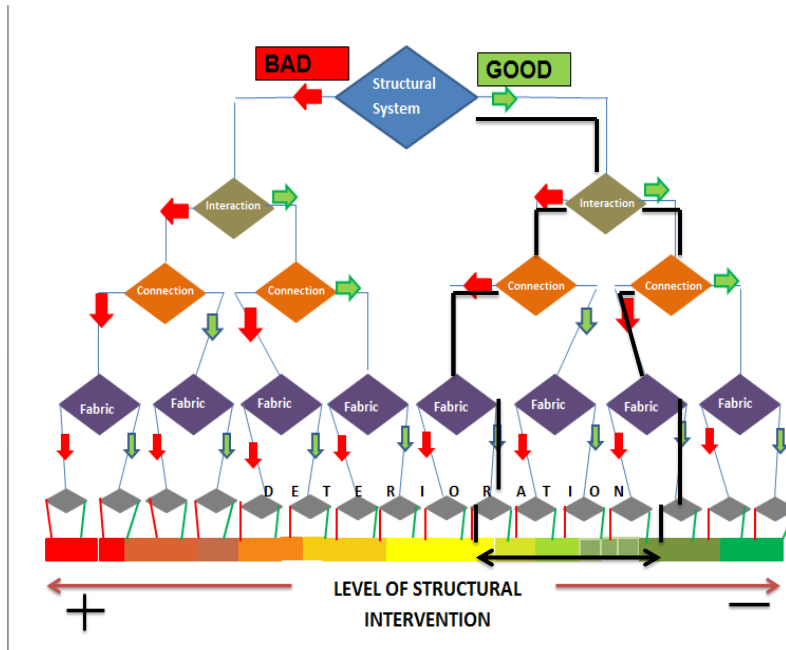 BAD
GOOD
Structural
System
Interaction
Interaction
Connection
Connection
Connection
Connection
Fabric
Fabric
Fabric
Fabric
Fabric
Fabric
Fabric
Fabric
DETERIORATION
LEVEL OF STRUCTURAL
INTERVENTION
+
−